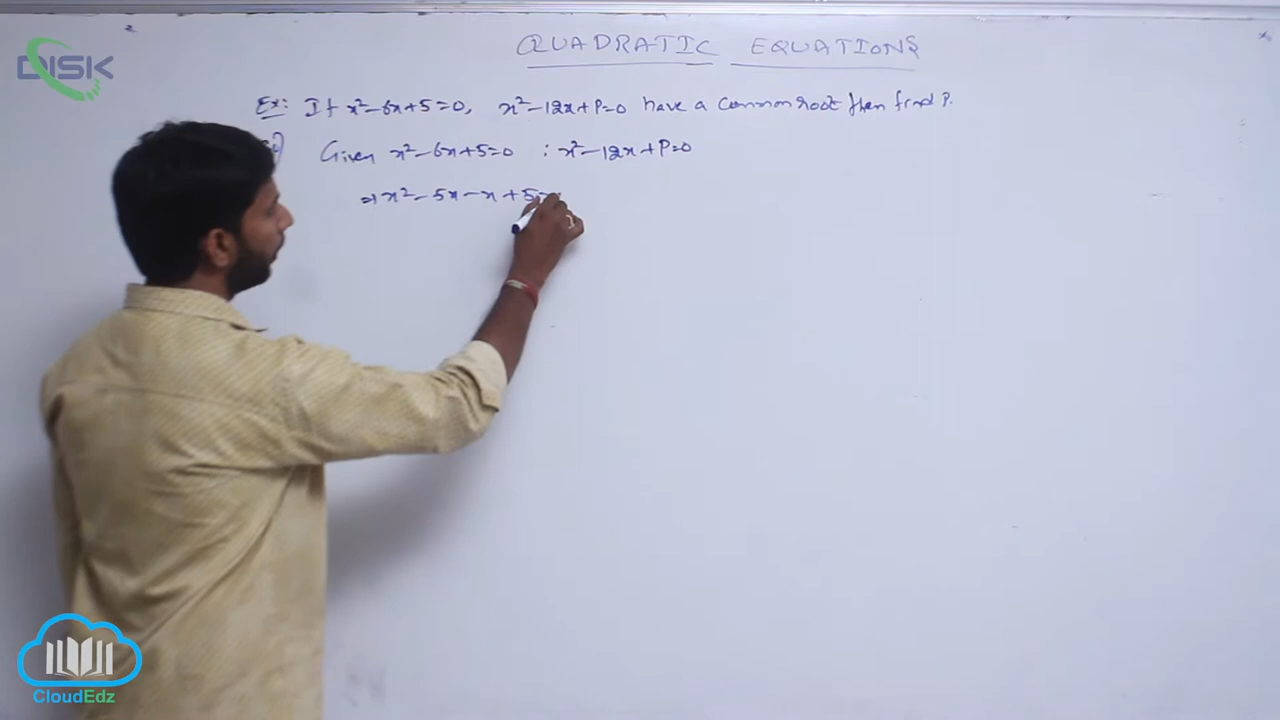 DISK
QUADRATIC EQUATIONS
Ex: If x²-6x+5=0, x²-12x+P=0 have a common root then find P.
Given x²-6x+5=0 : x²-12x+P=0
⇒ x²-5x-x+5=
CloudEdz